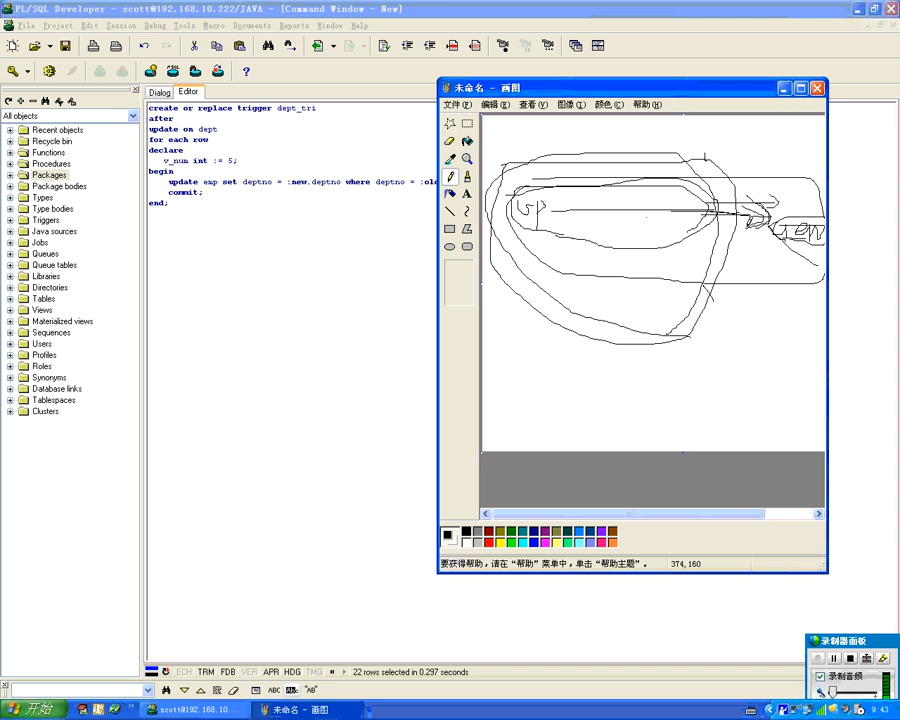 PL/SQL Developer - scott@192.168.10.222/JAVA - [Command Window - New]
File Project Edit Session Debug Tools Macro Documents Reports Window Help
All objects
Recent objects
Recycle bin
Functions
Procedures
Packages
Package bodies
Types
Type bodies
Triggers
Java sources
Jobs
Queues
Queue tables
Libraries
Directories
Tables
Views
Materialized views
Sequences
Users
Profiles
Roles
Synonyms
Database links
Tablespaces
Clusters
Dialog Editor
create or replace trigger dept_tri
after
update on dept
for each row
declare
v_num int := 5;
begin
update emp set deptno = :new.deptno where deptno = :old
commit;
end;
未命名 - 画图
文件(F) 编辑(E) 查看(V) 图像(I) 颜色(C) 帮助(H)
A
要获得帮助，请在“帮助”菜单中，单击“帮助主题”。 374,160
ECH TRM FDB VER APR HDG TMG 22 rows selected in 0.297 seconds
ABC AB "AB"
录制器面板
录制音频
开始 scott@192.168.10... 未命名 - 画图 9:43